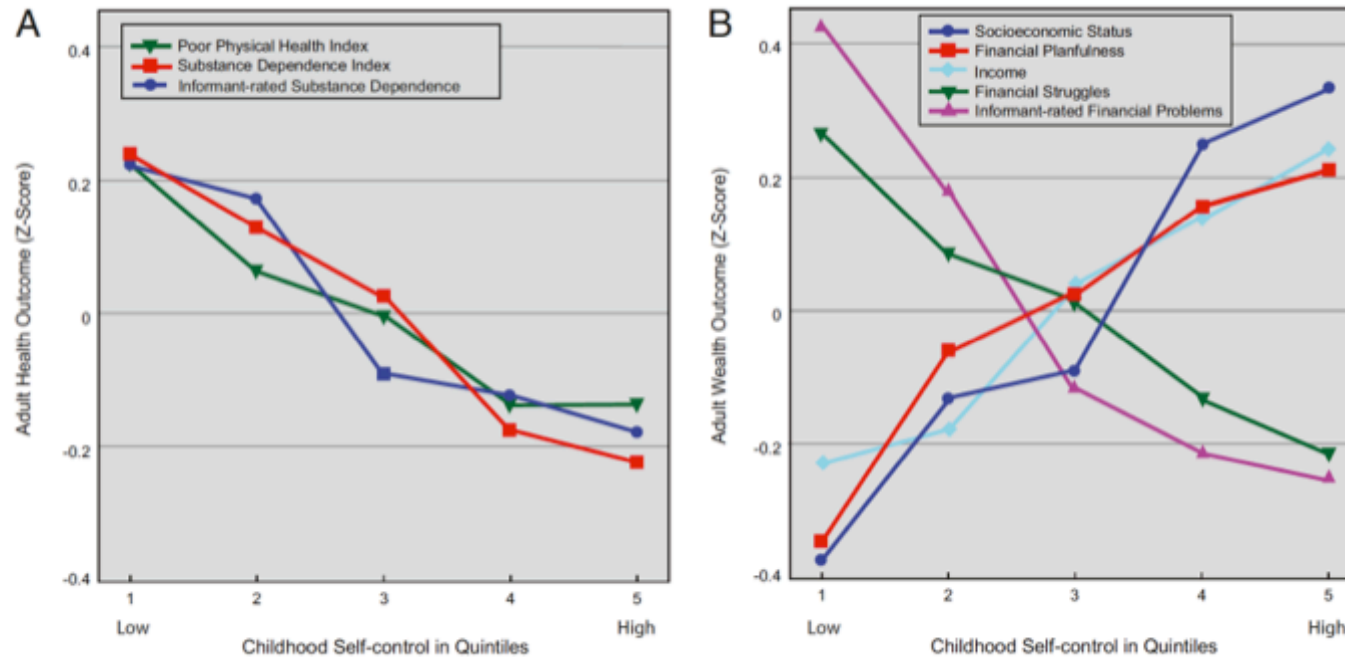 A
Poor Physical Health Index
Substance Dependence Index
Informant-rated Substance Dependence
Adult Health Outcome (Z-Score)
0.4
0.2
0
-0.2
-0.4
1 2 3 4 5
Low High
Childhood Self-control in Quintiles
B
Socioeconomic Status
Financial Planfulness
Income
Financial Struggles
Informant-rated Financial Problems
Adult Wealth Outcome (Z-Score)
0.4
0.2
0
-0.2
-0.4
1 2 3 4 5
Low High
Childhood Self-control in Quintiles